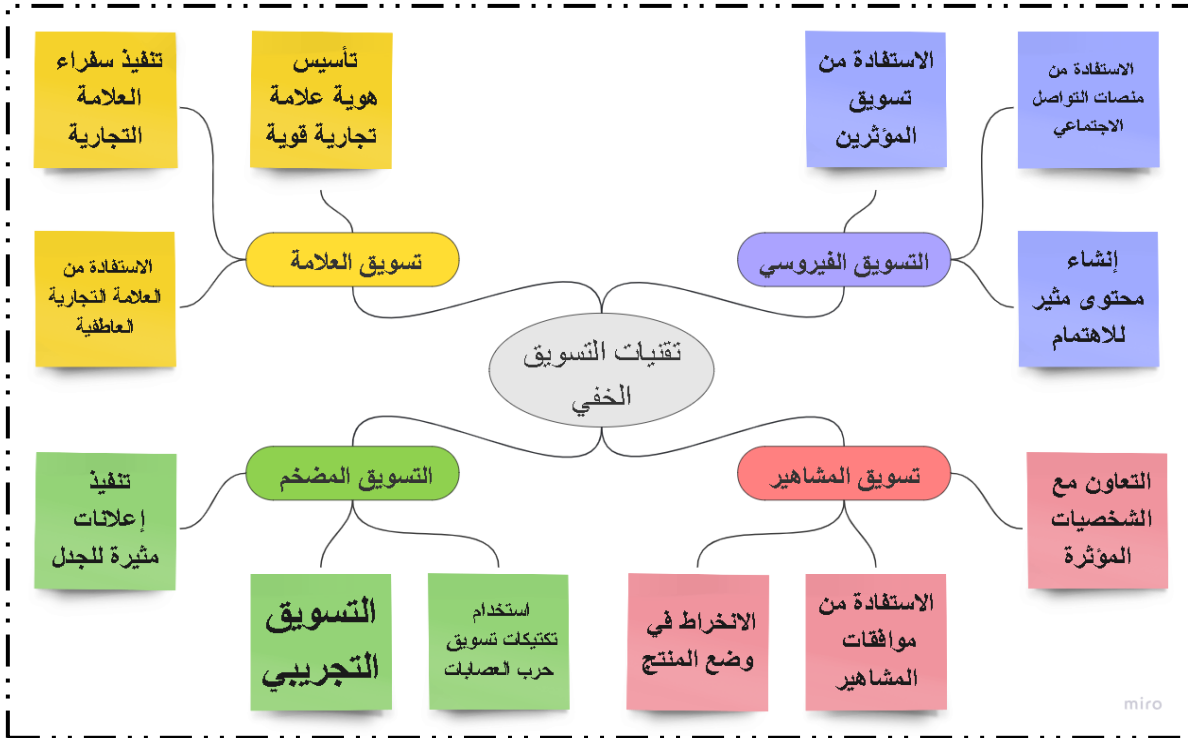 تقنيات التسويق
الخفي
التسويق الفيروسي
الاستفادة من
منصات التواصل
الاجتماعي
الاستفادة من
تسويق
المؤثرين
إنشاء
محتوى مثير
للاهتمام
تسويق العلامة
تأسيس
هوية علامة
تجارية قوية
تنفيذ سفراء
العلامة
التجارية
الاستفادة من
العلامة التجارية
العاطفية
تسويق المشاهير
التعاون مع
الشخصيات
المؤثرة
الاستفادة من
موافقات
المشاهير
الانخراط في
وضع المنتج
التسويق المضخم
استخدام
تكتيكات تسويق
حرب العصابات
التسويق
التجريبي
تنفيذ
إعلانات
مثيرة للجدل
miro